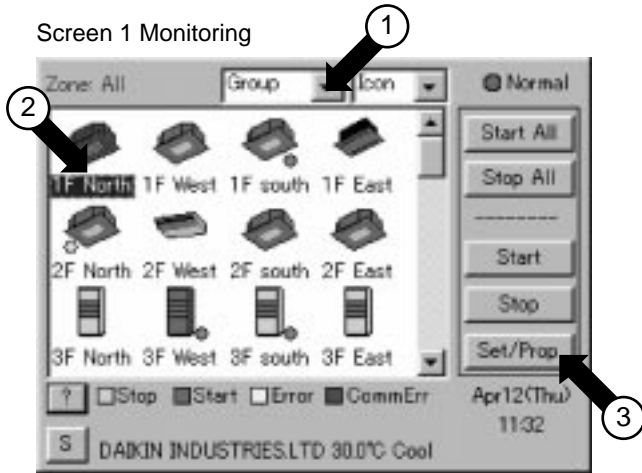 Screen 1 Monitoring
1
Zone: All
Group
Icon
Normal
2
Start All
1F North
1F West
1F south
1F East
Stop All
--------
2F North
2F West
2F south
2F East
Start
Stop
3F North
3F West
3F south
3F East
Set/Prop
?
Stop
Start
Error
CommErr
Apr12(Thu)
3
11:32
S
DAIKIN INDUSTRIES.LTD 30.0°C Cool